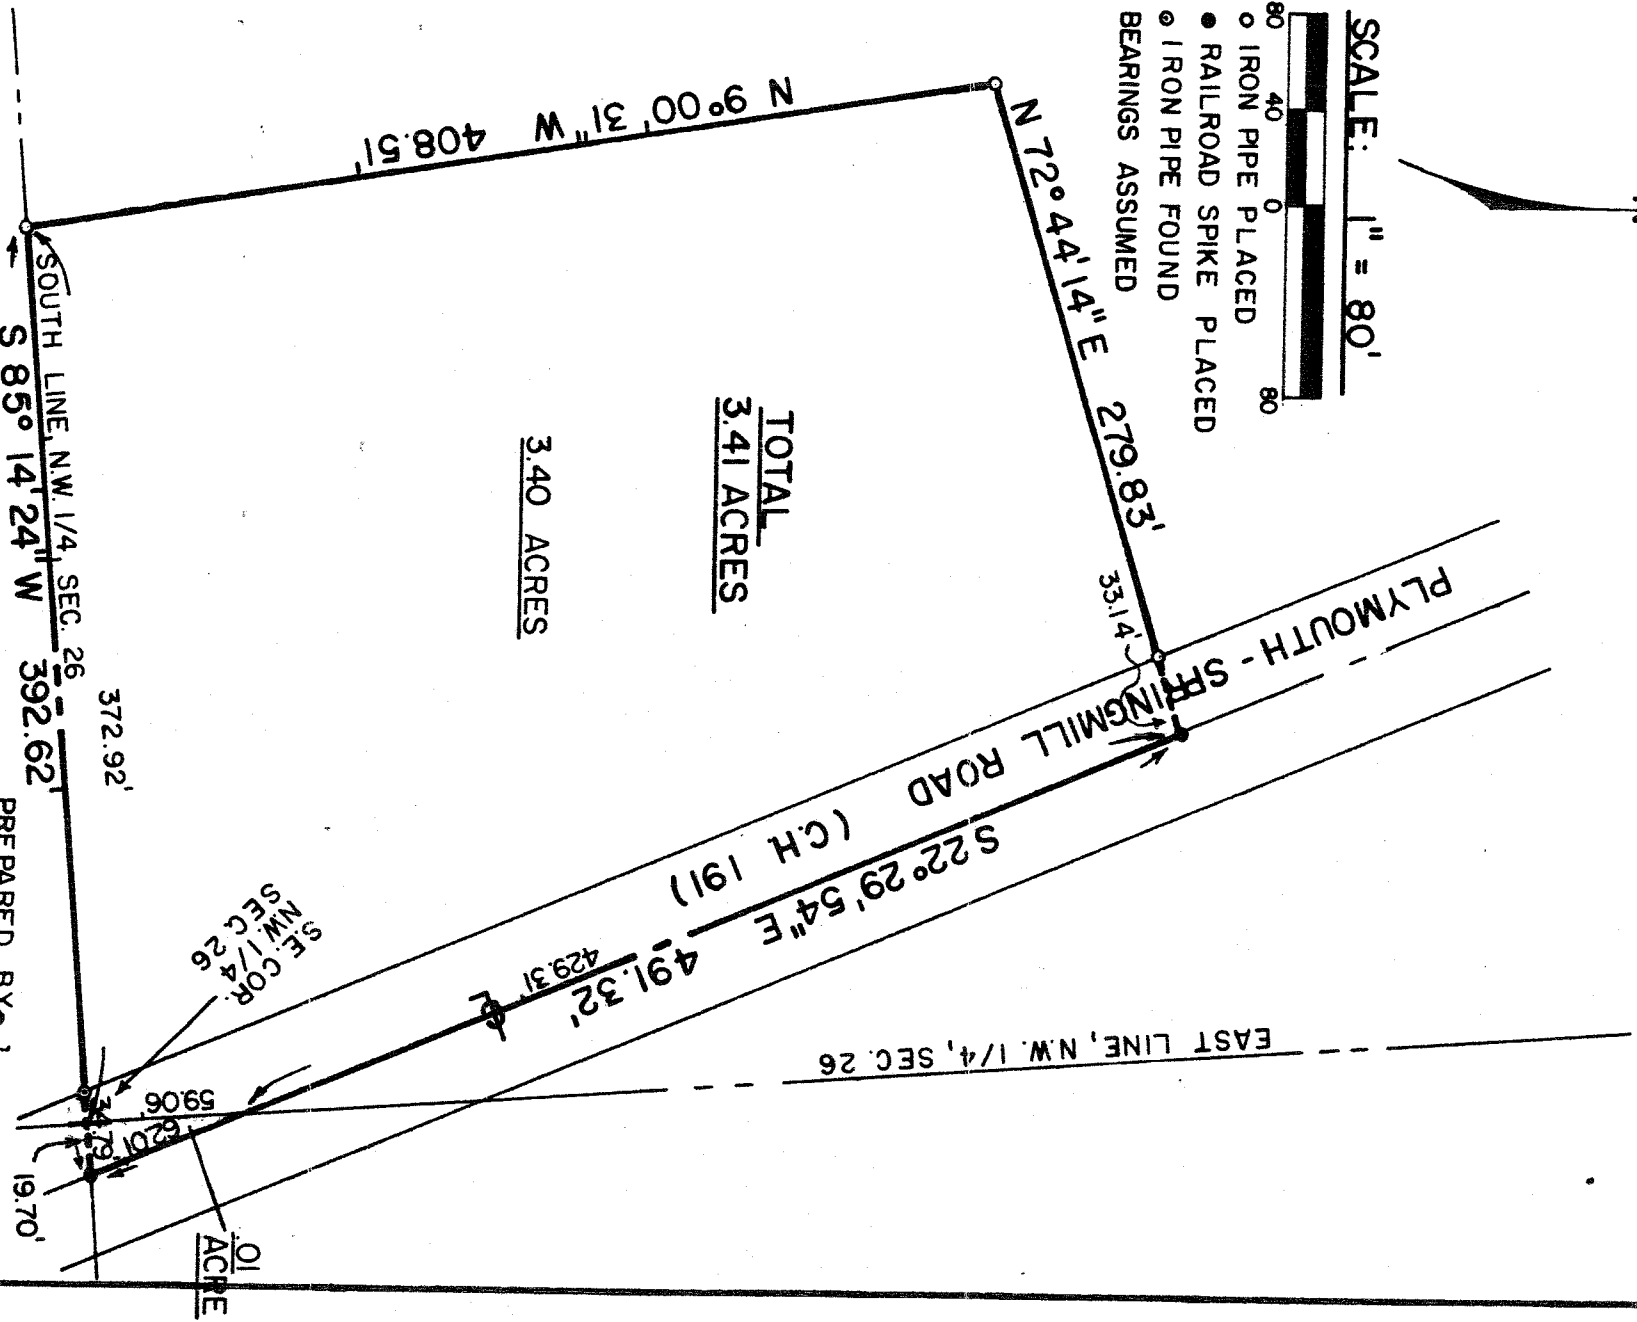 SCALE: 1" = 80'
80 40 0 80
○ IRON PIPE PLACED
● RAILROAD SPIKE PLACED
⊙ IRON PIPE FOUND
BEARINGS ASSUMED
N 72° 44' 14" E 279.83'
33.14'
N 9° 00' 31" W 408.51'
TOTAL
3.41 ACRES
3.40 ACRES
PLYMOUTH - SPRINGMILL ROAD (C.H. 191)
S 22° 29' 54" E 491.32'
429.31'
℄
EAST LINE, N.W. 1/4, SEC. 26
S.E. COR.
N.W. 1/4
SEC. 26
59.06'
62.01'
19.70'
.01
ACRE
372.92'
SOUTH LINE, N.W. 1/4, SEC. 26
S 85° 14' 24" W 392.62'
PREPARED BY: